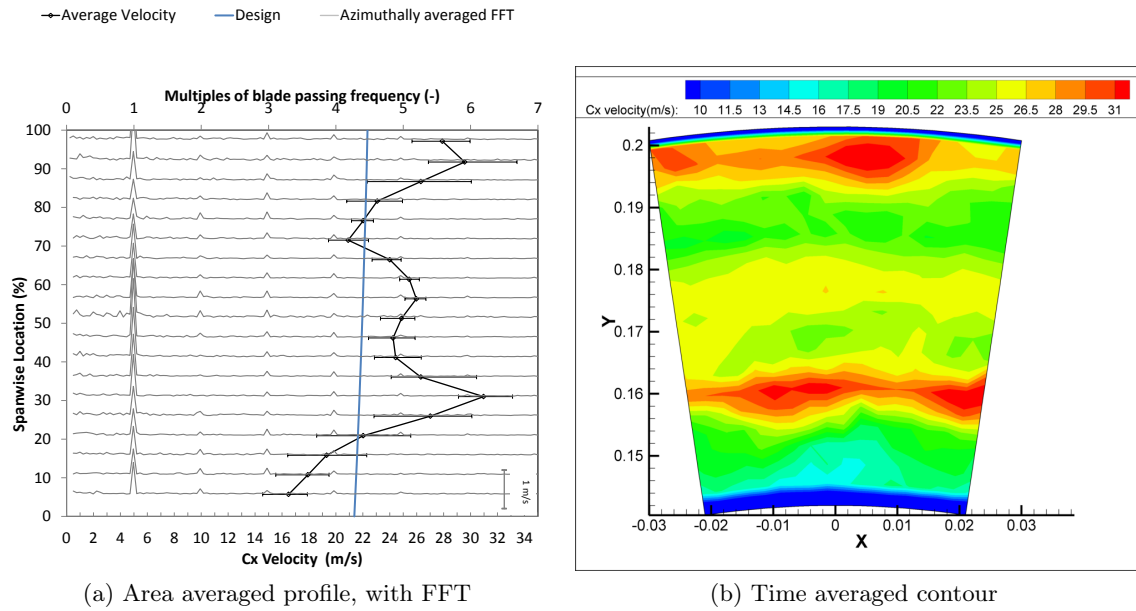 Average Velocity Design Azimuthally averaged FFT
Multiples of blade passing frequency (-)
0 1 2 3 4 5 6 7
100
90
80
70
60
50
40
30
20
10
0
Spanwise Location (%)
1 m/s
0 2 4 6 8 10 12 14 16 18 20 22 24 26 28 30 32 34
Cx Velocity (m/s)
(a) Area averaged profile, with FFT
Cx velocity(m/s): 10 11.5 13 14.5 16 17.5 19 20.5 22 23.5 25 26.5 28 29.5 31
0.2
0.19
0.18
0.17
0.16
0.15
Y
-0.03 -0.02 -0.01 0 0.01 0.02 0.03
X
(b) Time averaged contour